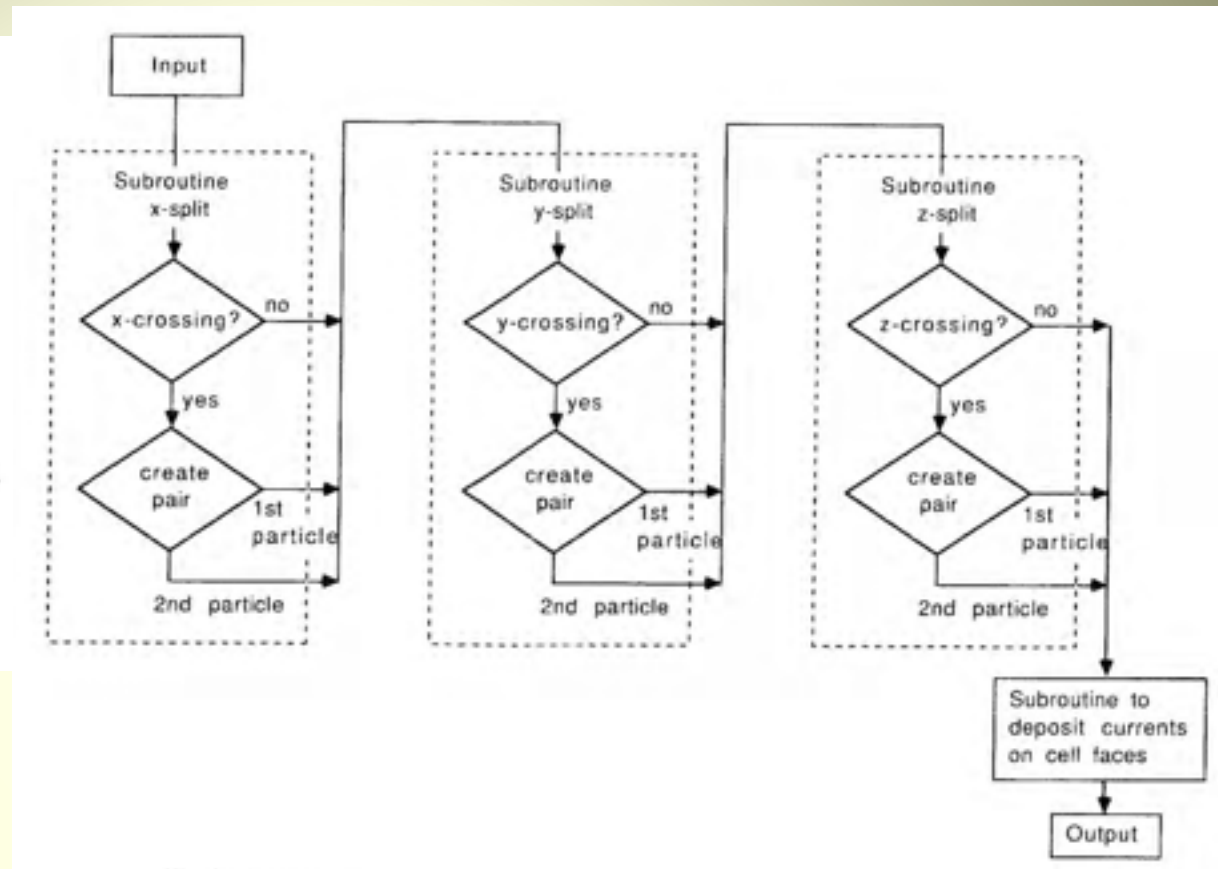 Input
Subroutine
x-split
x-crossing?
no
yes
create
pair
1st
particle
2nd particle
Subroutine
y-split
y-crossing?
no
yes
create
pair
1st
particle
2nd particle
Subroutine
z-split
z-crossing?
no
yes
create
pair
1st
particle
2nd particle
Subroutine to
deposit currents
on cell faces
Output